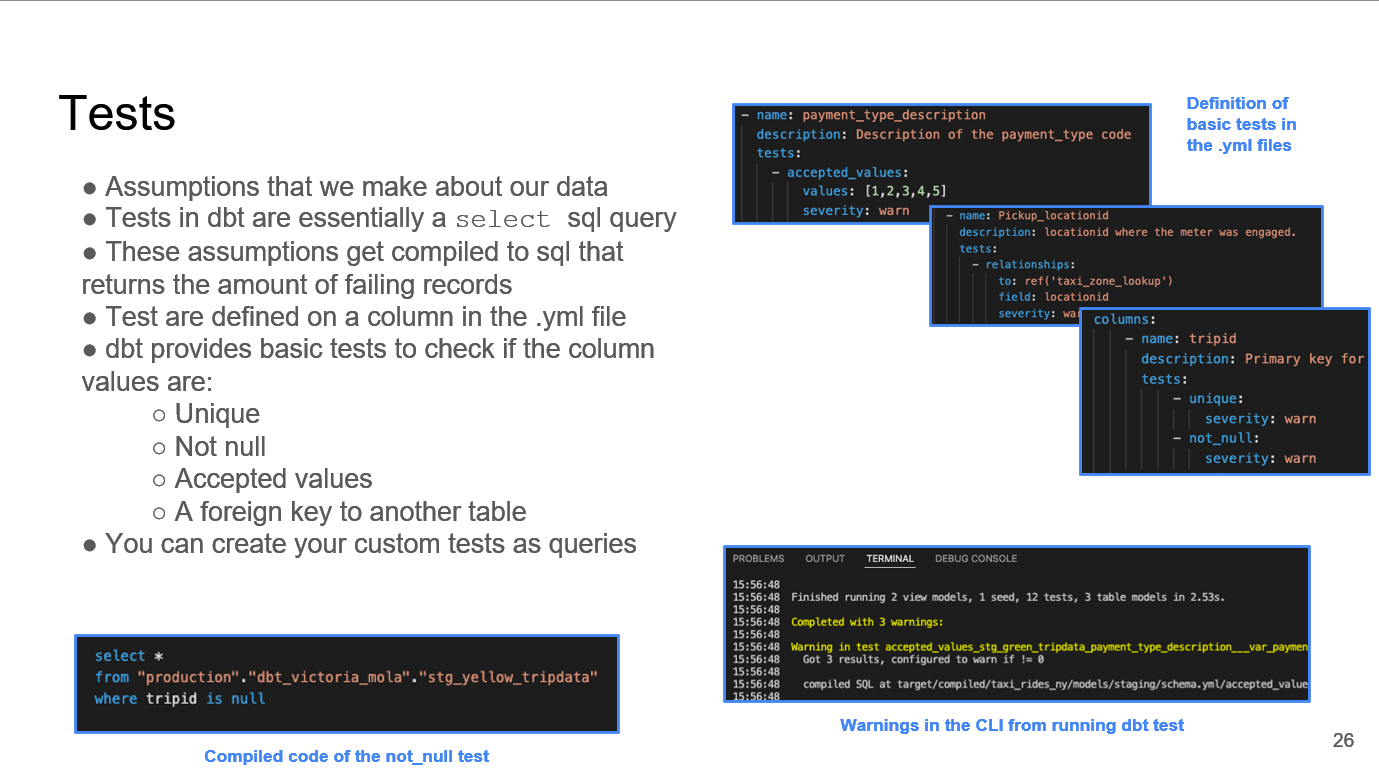 Tests
● Assumptions that we make about our data
● Tests in dbt are essentially a select sql query
● These assumptions get compiled to sql that
returns the amount of failing records
● Test are defined on a column in the .yml file
● dbt provides basic tests to check if the column
values are:
○ Unique
○ Not null
○ Accepted values
○ A foreign key to another table
● You can create your custom tests as queries
select *
from "production"."dbt_victoria_mola"."stg_yellow_tripdata"
where tripid is null
Compiled code of the not_null test
- name: payment_type_description
description: Description of the payment_type code
tests:
- accepted_values:
values: [1,2,3,4,5]
severity: warn
Definition of
basic tests in
the .yml files
- name: Pickup_locationid
description: locationid where the meter was engaged.
tests:
- relationships:
to: ref('taxi_zone_lookup')
field: locationid
severity: wa
columns:
- name: tripid
description: Primary key for
tests:
- unique:
severity: warn
- not_null:
severity: warn
PROBLEMS OUTPUT TERMINAL DEBUG CONSOLE
15:56:48
15:56:48 Finished running 2 view models, 1 seed, 12 tests, 3 table models in 2.53s.
15:56:48
15:56:48 Completed with 3 warnings:
15:56:48
15:56:48 Warning in test accepted_values_stg_green_tripdata_payment_type_description___var_paymen
15:56:48 Got 3 results, configured to warn if != 0
15:56:48
15:56:48 compiled SQL at target/compiled/taxi_rides_ny/models/staging/schema.yml/accepted_value
15:56:48
Warnings in the CLI from running dbt test
26